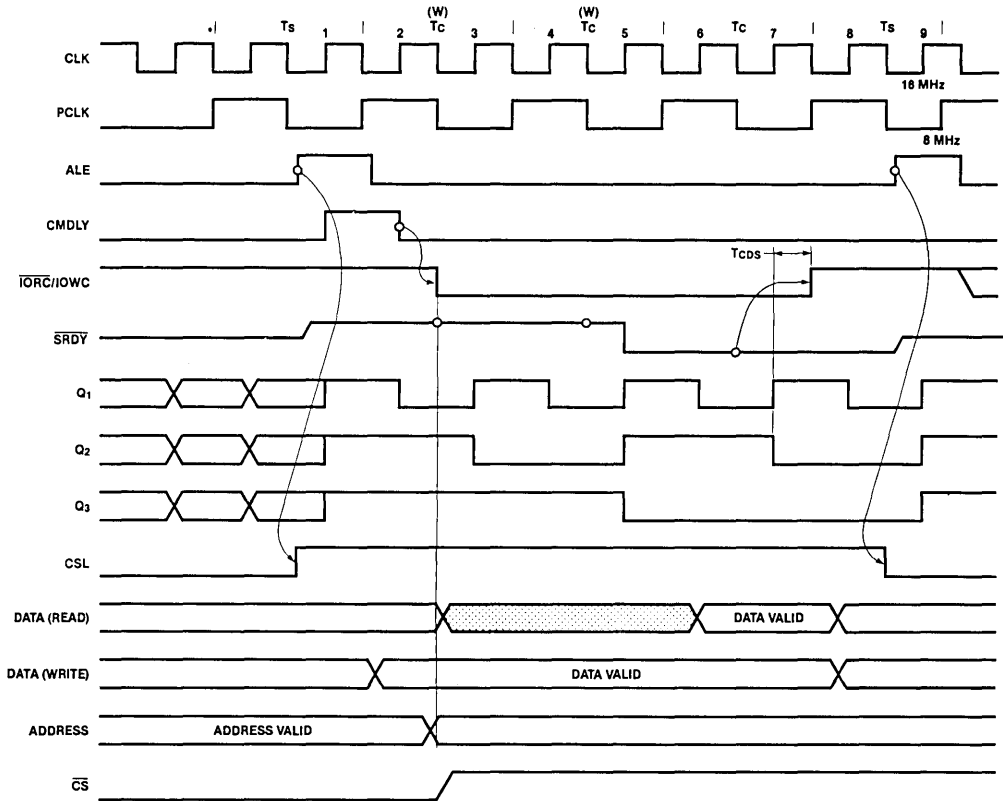 (W) (W)
TS 1 2 TC 3 4 TC 5 6 TC 7 8 TS 9
CLK
16 MHz
PCLK
8 MHz
ALE
CMDLY
TCDS
IORC/IOWC
SRDY
Q1
Q2
Q3
CSL
DATA (READ) DATA VALID
DATA (WRITE) DATA VALID
ADDRESS ADDRESS VALID
CS